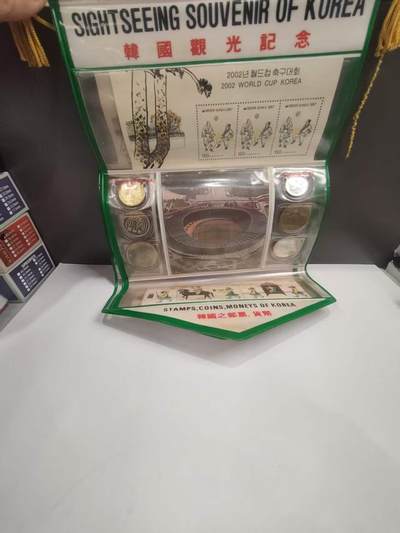 SIGHTSEEING SOUVENIR OF KOREA
韓國觀光記念
2002년 월드컵 축구대회
2002 WORLD CUP KOREA
STAMPS,COINS,MONEYS OF KOREA
韓國之郵票,貨幣